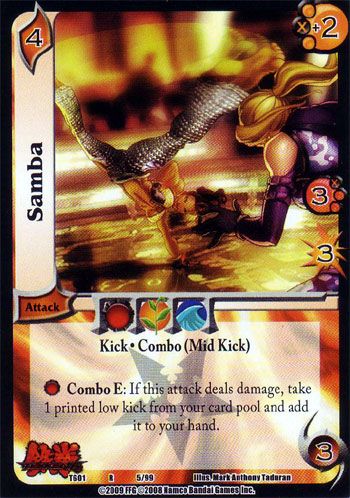 4
X +2
Samba
3
3
Attack
Kick • Combo (Mid Kick)
Combo E: If this attack deals damage, take
1 printed low kick from your card pool and add
it to your hand.
3
T601 R 5/99 Illus. Mark Anthony Taduran
©2009 FFG ©2008 Namco Bandai Games Inc.